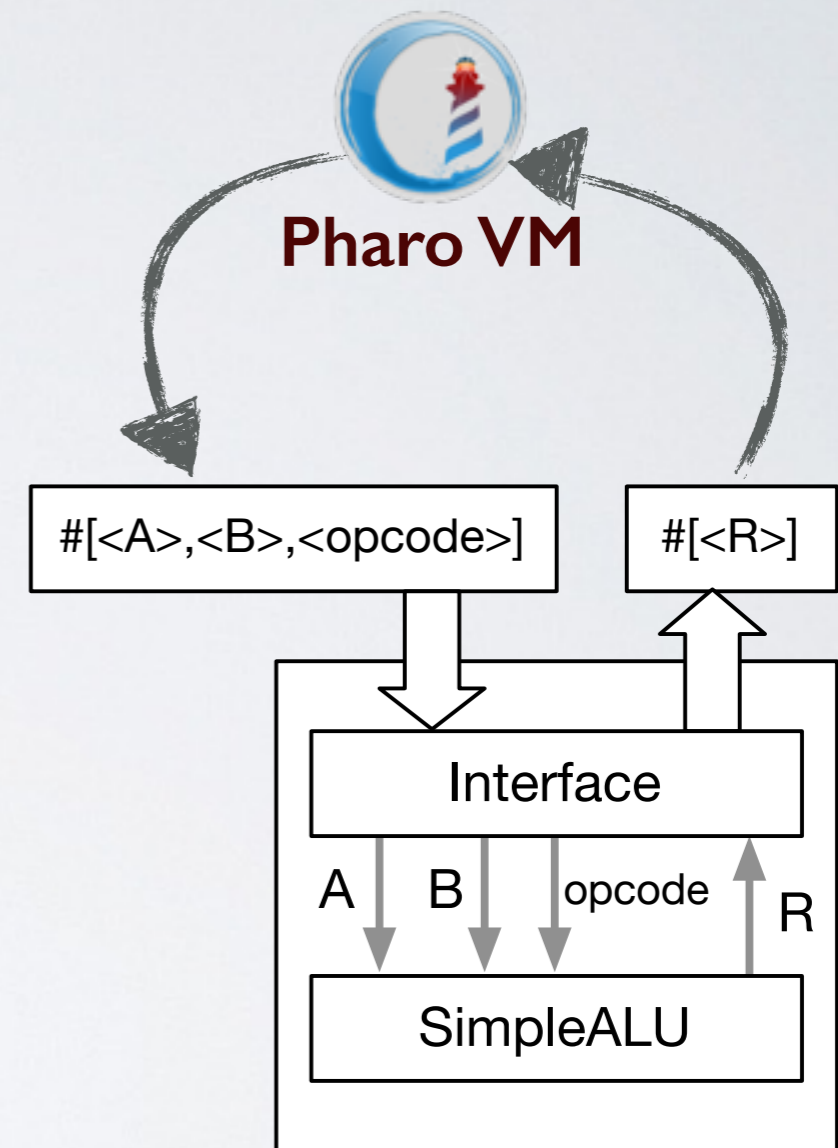 Pharo VM
#[<A>,<B>,<opcode>]
#[<R>]
Interface
A
B
opcode
R
SimpleALU